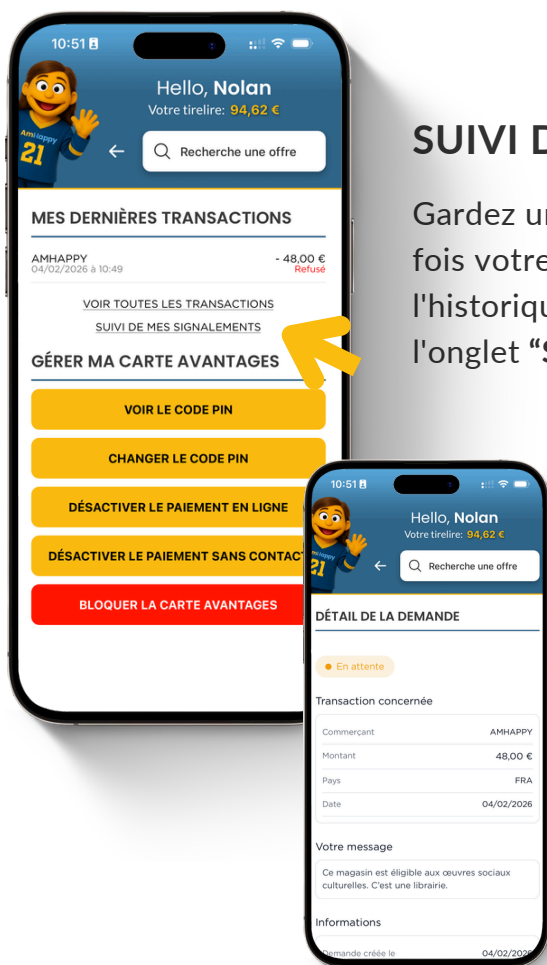 10:51
Hello, Nolan
Votre tirelire: 94,62 €
AmHappy
21
Recherche une offre
MES DERNIÈRES TRANSACTIONS
AMHAPPY - 48,00 €
04/02/2026 à 10:49 Refusé
VOIR TOUTES LES TRANSACTIONS
SUIVI DE MES SIGNALEMENTS
GÉRER MA CARTE AVANTAGES
VOIR LE CODE PIN
CHANGER LE CODE PIN
DÉSACTIVER LE PAIEMENT EN LIGNE
DÉSACTIVER LE PAIEMENT SANS CONTAC
BLOQUER LA CARTE AVANTAGES
SUIVI
Gardez
fois votre
l'historiqu
l'onglet “S
10:51
Hello, Nolan
Votre tirelire: 94,62 €
21
Recherche une offre
DÉTAIL DE LA DEMANDE
En attente
Transaction concernée
Commerçant AMHAPPY
Montant 48,00 €
Pays FRA
Date 04/02/2026
Votre message
Ce magasin est éligible aux œuvres sociaux
culturelles. C'est une librairie.
Informations
Demande créée le 04/02/2026